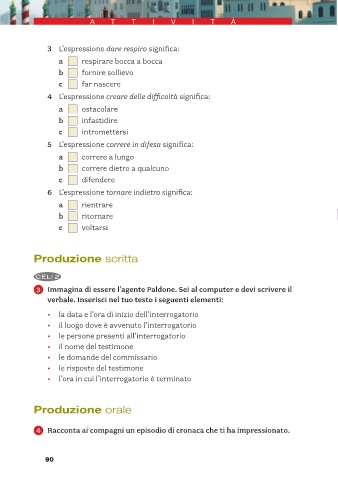 A T T I V I T À
3 L'espressione dare respiro significa:
a respirare bocca a bocca
b fornire sollievo
c far nascere
4 L'espressione creare delle difficoltà significa:
a ostacolare
b infastidire
c intromettersi
5 L'espressione correre in difesa significa:
a correre a lungo
b correre dietro a qualcuno
c difendere
6 L'espressione tornare indietro significa:
a rientrare
b ritornare
c voltarsi
Produzione scritta
CELI 2
3 Immagina di essere l'agente Paldone. Sei al computer e devi scrivere il
verbale. Inserisci nel tuo testo i seguenti elementi:
• la data e l'ora di inizio dell'interrogatorio
• il luogo dove è avvenuto l'interrogatorio
• le persone presenti all'interrogatorio
• il nome del testimone
• le domande del commissario
• le risposte del testimone
• l'ora in cui l'interrogatorio è terminato
Produzione orale
4 Racconta ai compagni un episodio di cronaca che ti ha impressionato.
90